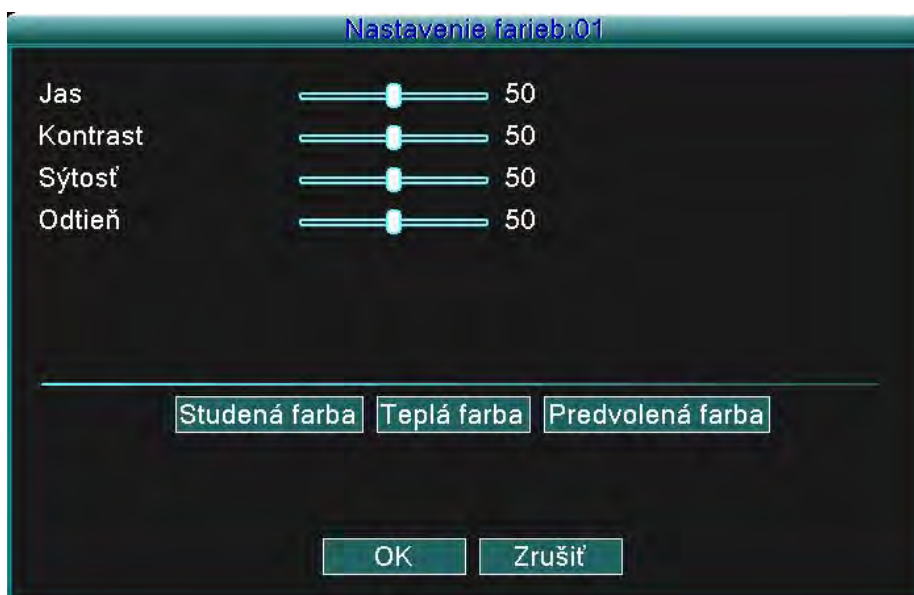 Nastavenie farieb:01
Jas 50
Kontrast 50
Sýtosť 50
Odtieň 50
Studená farba Teplá farba Predvolená farba
OK Zrušiť